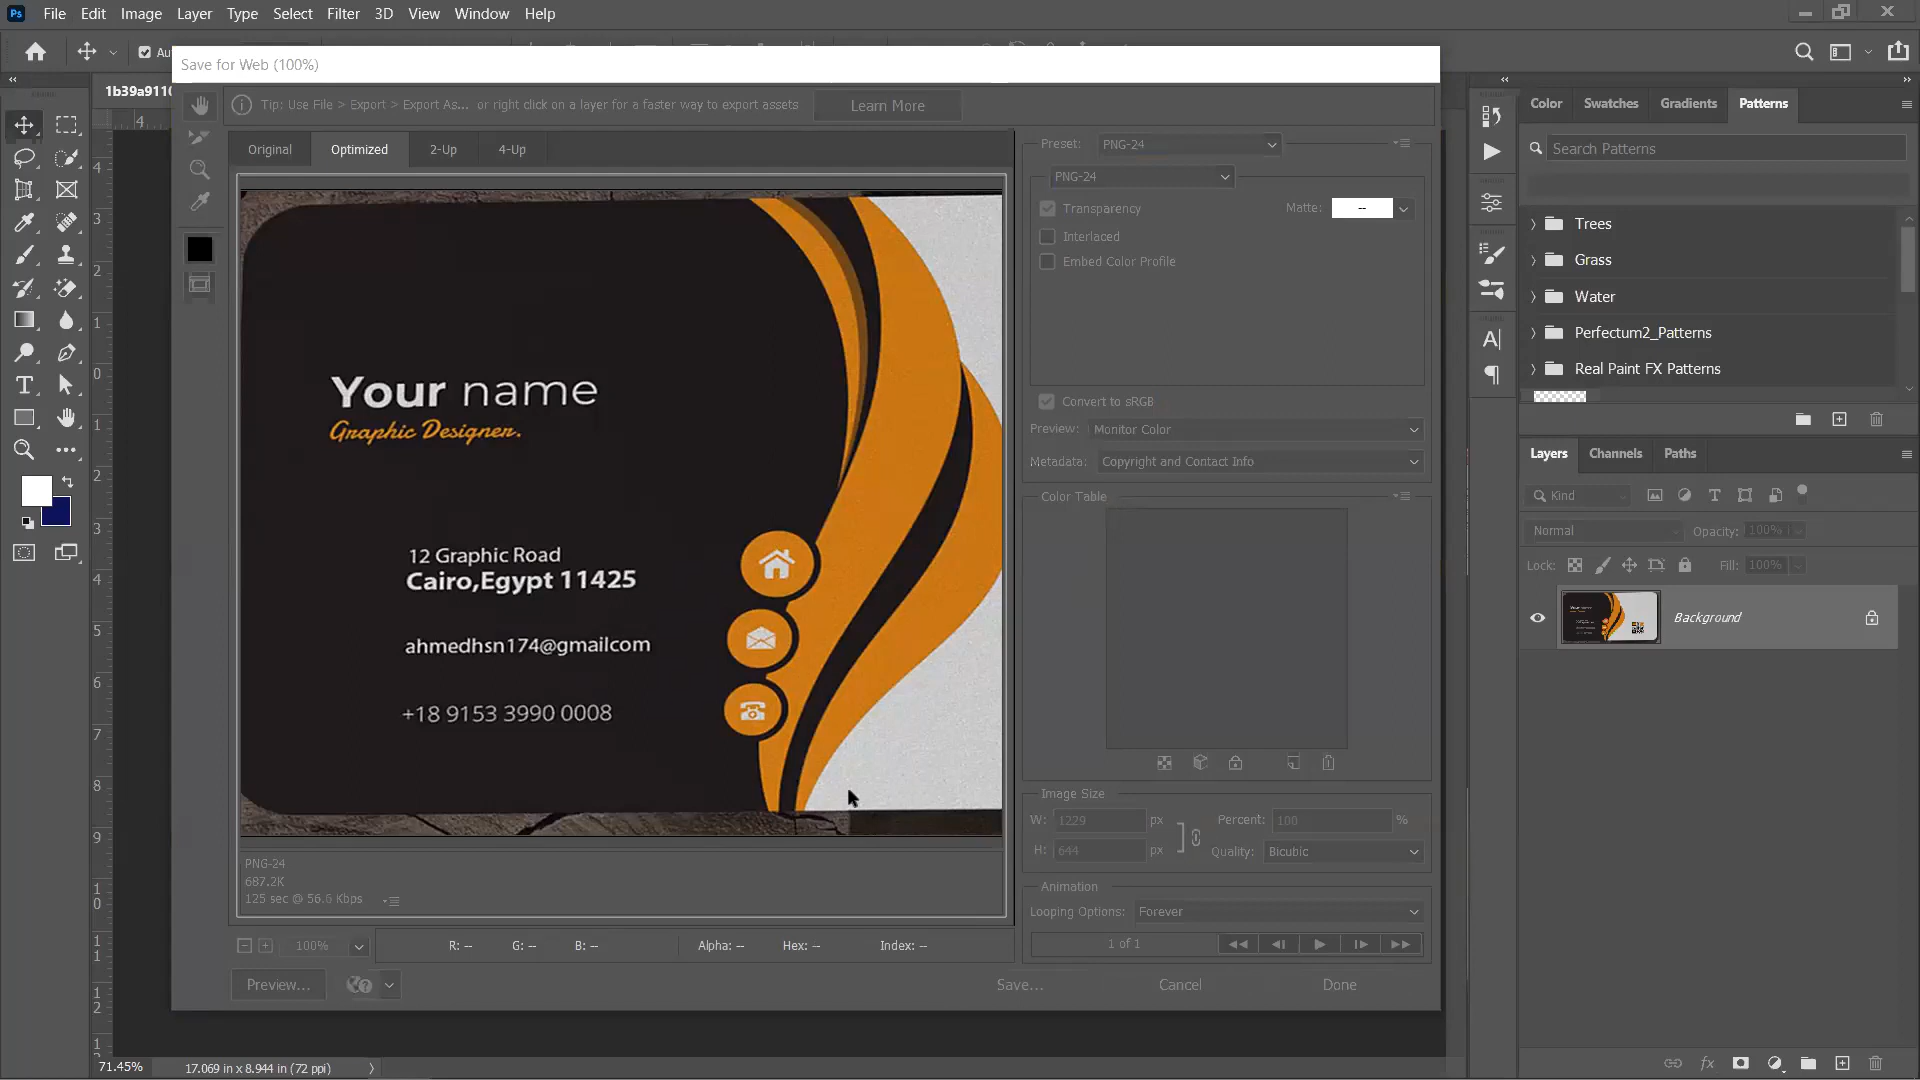 Ps File Edit Image Layer Type Select Filter 3D View Window Help
Save for Web (100%)
1b39a9110
Tip: Use File > Export > Export As... or right click on a layer for a faster way to export assets
Learn More
Original Optimized 2-Up 4-Up
Your name
Graphic Designer.
12 Graphic Road
Cairo,Egypt 11425
ahmedhsn174@gmailcom
+18 9153 3990 0008
PNG-24
687.2K
125 sec @ 56.6 Kbps
100%
R: -- G: -- B: -- Alpha: -- Hex: -- Index: --
Preview...
Save... Cancel Done
Preset: PNG-24
PNG-24
Transparency Matte: --
Interlaced
Embed Color Profile
Convert to sRGB
Preview: Monitor Color
Metadata: Copyright and Contact Info
Color Table
Image Size
W: 1229 px Percent: 100 %
H: 644 px Quality: Bicubic
Animation
Looping Options: Forever
1 of 1
Color Swatches Gradients Patterns
Search Patterns
Trees
Grass
Water
Perfectum2_Patterns
Real Paint FX Patterns
Layers Channels Paths
Kind
Normal Opacity: 100%
Lock: Fill: 100%
Background
fx
71.45% 17.069 in x 8.944 in (72 ppi)